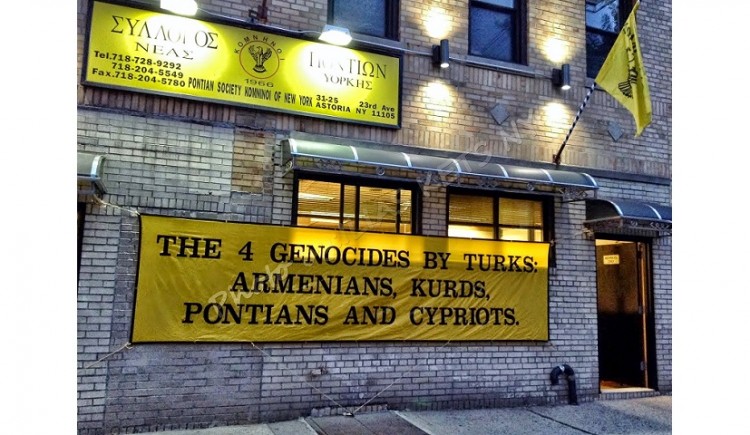 ΣΥΛΛΟΓΟΣ ΠΟΝΤΙΩΝ
ΝΕΑΣ ΥΟΡΚΗΣ
ΚΟΜΝΗΝΟΙ
1966
Tel.718-728-9292
718-204-5549
Fax.718-204-5780
PONTIAN SOCIETY KOMNINOI OF NEW YORK
31-25 23rd Ave
ASTORIA NY 11105
THE 4 GENOCIDES BY TURKS:
ARMENIANS, KURDS,
PONTIANS AND CYPRIOTS.